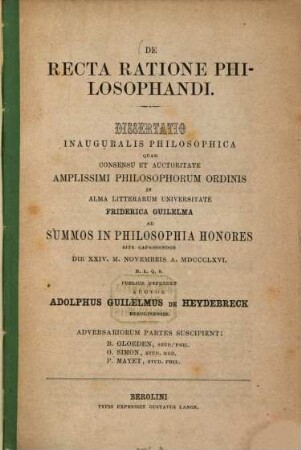 DE
RECTA RATIONE PHI-
LOSOPHANDI.
DISSERTATIO
INAUGURALIS PHILOSOPHICA
QUAM
CONSENSU ET AUCTORITATE
AMPLISSIMI PHILOSOPHORUM ORDINIS
IN
ALMA LITTERARUM UNIVERSITATE
FRIDERICA GUILELMA
AD
SUMMOS IN PHILOSOPHIA HONORES
RITE CAPESSENDOS
DIE XXIV. M. NOVEMBRIS A. MDCCCLXVI.
H. L. Q. S.
PUBLICE DEFENDET
AUCTOR
ADOLPHUS GUILELMUS DE HEYDEBRECK
BEROLINENSIS.
ADVERSARIORUM PARTES SUSCIPIENT:
B. GLOEDEN, STUD. PHIL.
O. SIMON, STUD. MED.
P. MAYET, STUD. PHIL.
BEROLINI
TYPIS EXPRESSIT GUSTAVUS LANGE.